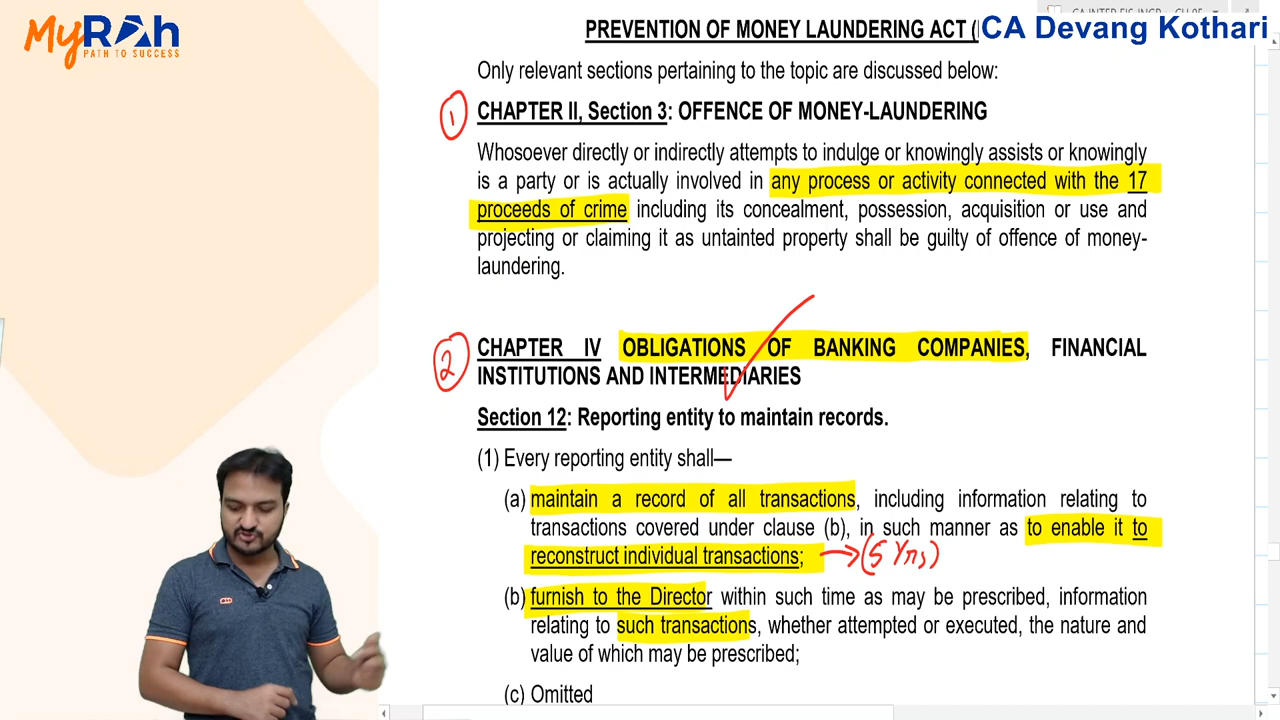 MyRAh
PATH TO SUCCESS
PREVENTION OF MONEY LAUNDERING ACT (
CA Devang Kothari
Only relevant sections pertaining to the topic are discussed below:
1
CHAPTER II, Section 3: OFFENCE OF MONEY-LAUNDERING
Whosoever directly or indirectly attempts to indulge or knowingly assists or knowingly
is a party or is actually involved in any process or activity connected with the 17
proceeds of crime including its concealment, possession, acquisition or use and
projecting or claiming it as untainted property shall be guilty of offence of money-
laundering.
2
CHAPTER IV OBLIGATIONS OF BANKING COMPANIES, FINANCIAL
INSTITUTIONS AND INTERMEDIARIES
Section 12: Reporting entity to maintain records.
(1) Every reporting entity shall—
(a) maintain a record of all transactions, including information relating to
transactions covered under clause (b), in such manner as to enable it to
reconstruct individual transactions; → (5 Yrs)
(b) furnish to the Director within such time as may be prescribed, information
relating to such transactions, whether attempted or executed, the nature and
value of which may be prescribed;
(c) Omitted